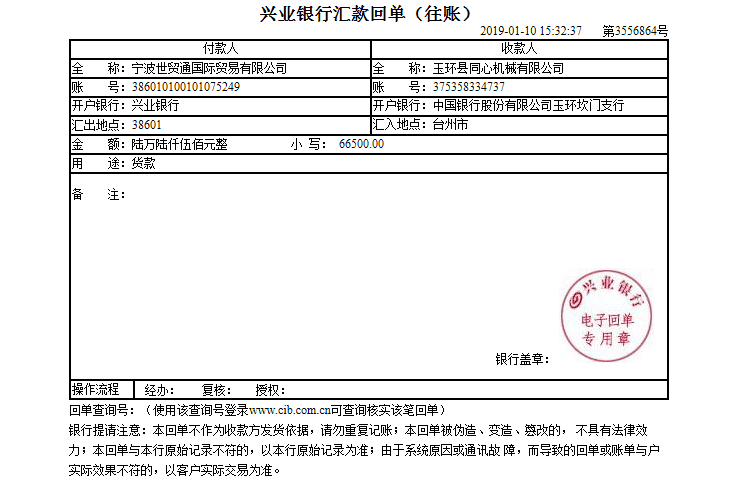 兴业银行汇款回单（往账）
2019-01-10 15:32:37 第3556864号
付款人 收款人
全 称：宁波世贸通国际贸易有限公司 全 称：玉环县同心机械有限公司
账 号：386010100101075249 账 号：375358334737
开户银行：兴业银行 开户银行：中国银行股份有限公司玉环坎门支行
汇出地点：38601 汇入地点：台州市
金 额：陆万陆仟伍佰元整 小 写： 66500.00
用 途：货款
备 注：
兴业银行
电子回单
专用章
银行盖章：
操作流程 经办： 复核： 授权：
回单查询号：（使用该查询号登录www.cib.com.cn可查询核实该笔回单）
银行提请注意：本回单不作为收款方发货依据，请勿重复记账；本回单被伪造、变造、篡改的， 不具有法律效
力；本回单与本行原始记录不符的，以本行原始记录为准；由于系统原因或通讯故 障，而导致的回单或账单与户
实际效果不符的，以客户实际交易为准。